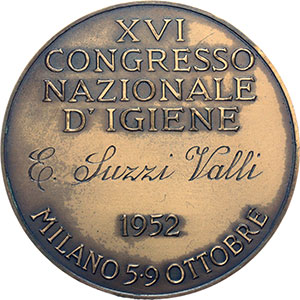 XVI
CONGRESSO
NAZIONALE
D'IGIENE
E. Suzzi Valli
1952
MILANO 5·9 OTTOBRE